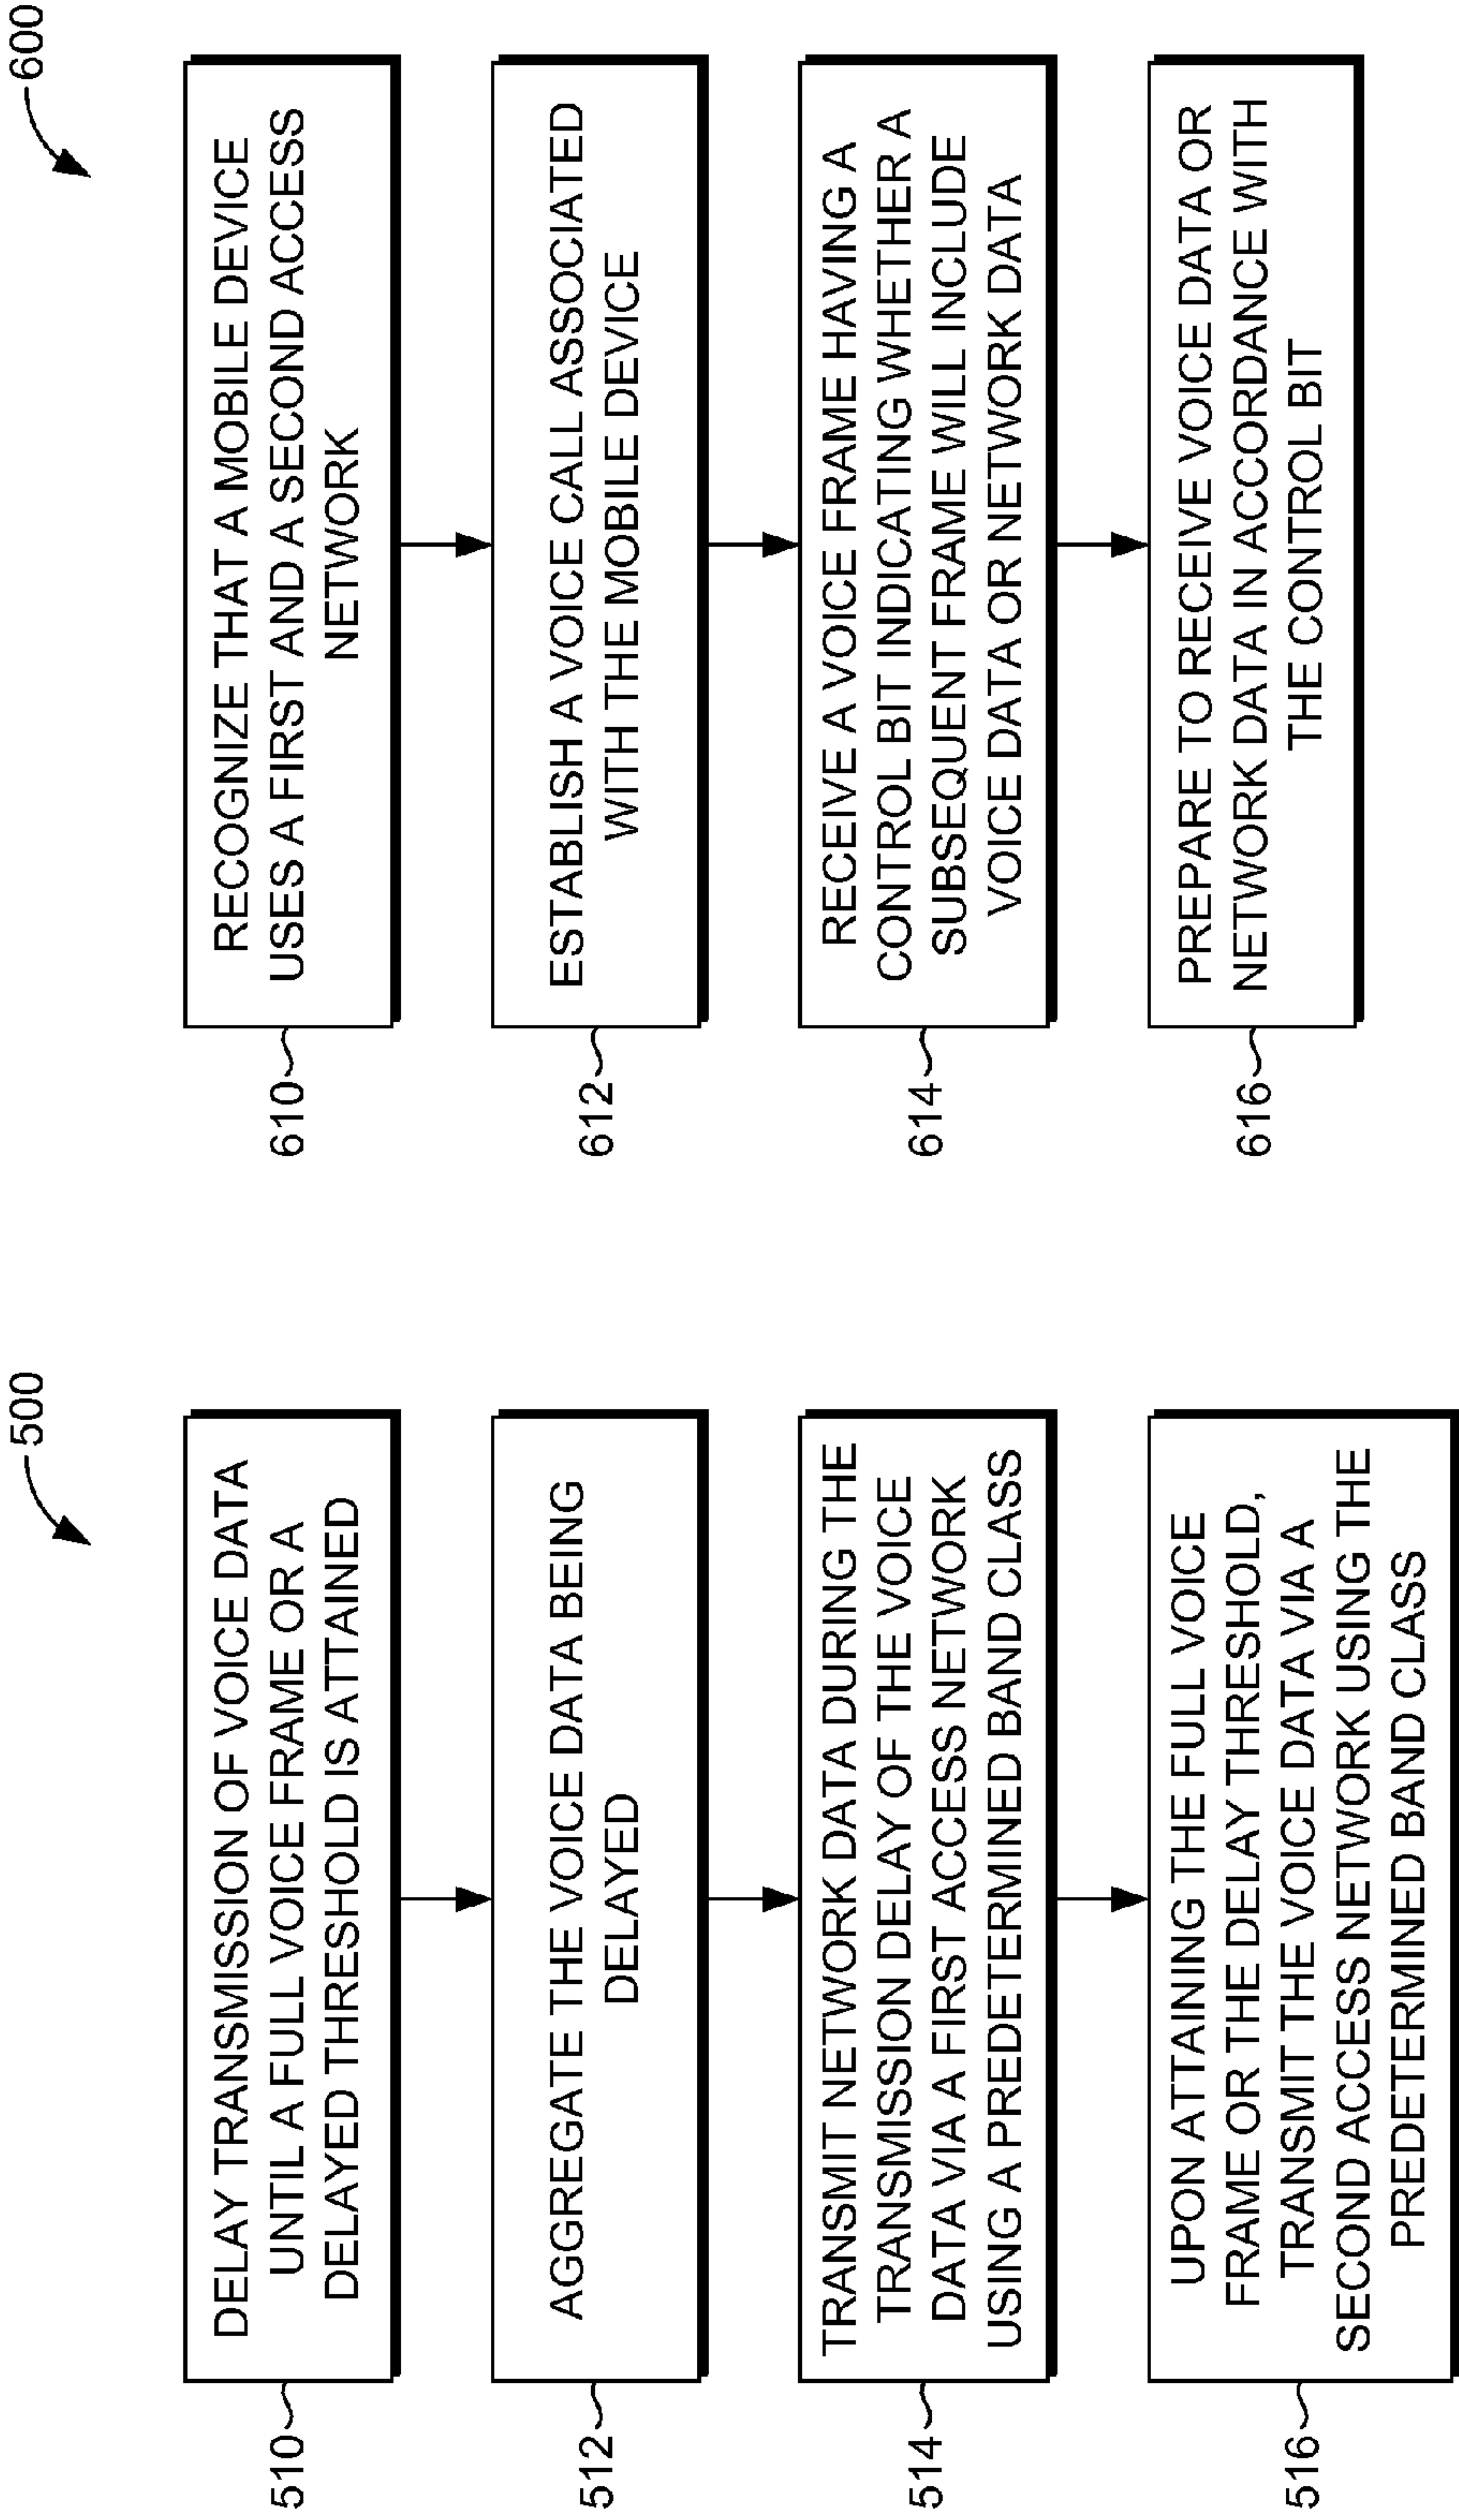 500
510
DELAY TRANSMISSION OF VOICE DATA
UNTIL A FULL VOICE FRAME OR A
DELAYED THRESHOLD IS ATTAINED
512
AGGREGATE THE VOICE DATA BEING
DELAYED
514
TRANSMIT NETWORK DATA DURING THE
TRANSMISSION DELAY OF THE VOICE
DATA VIA A FIRST ACCESS NETWORK
USING A PREDETERMINED BAND CLASS
516
UPON ATTAINING THE FULL VOICE
FRAME OR THE DELAY THRESHOLD,
TRANSMIT THE VOICE DATA VIA A
SECOND ACCESS NETWORK USING THE
PREDETERMINED BAND CLASS
600
610
RECOGNIZE THAT A MOBILE DEVICE
USES A FIRST AND A SECOND ACCESS
NETWORK
612
ESTABLISH A VOICE CALL ASSOCIATED
WITH THE MOBILE DEVICE
614
RECEIVE A VOICE FRAME HAVING A
CONTROL BIT INDICATING WHETHER A
SUBSEQUENT FRAME WILL INCLUDE
VOICE DATA OR NETWORK DATA
616
PREPARE TO RECEIVE VOICE DATA OR
NETWORK DATA IN ACCORDANCE WITH
THE CONTROL BIT